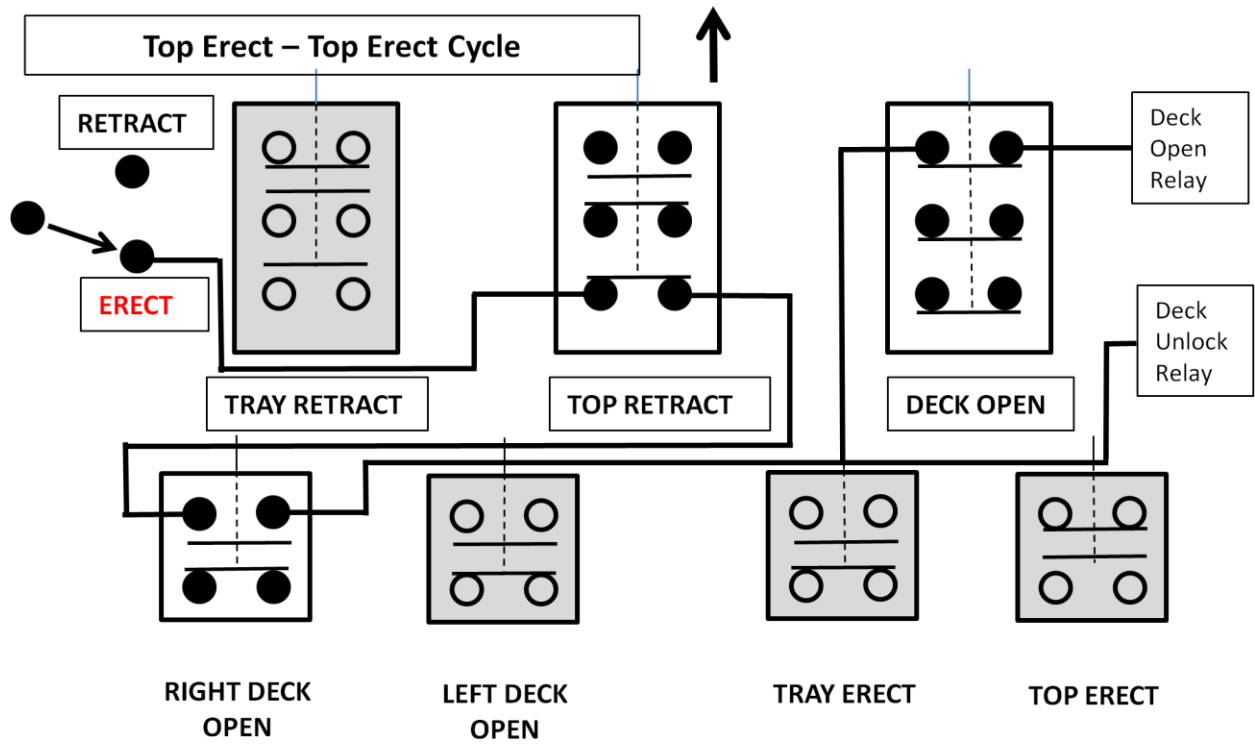 Top Erect – Top Erect Cycle
RETRACT
ERECT
Deck
Open
Relay
Deck
Unlock
Relay
TRAY RETRACT
TOP RETRACT
DECK OPEN
RIGHT DECK
OPEN
LEFT DECK
OPEN
TRAY ERECT
TOP ERECT